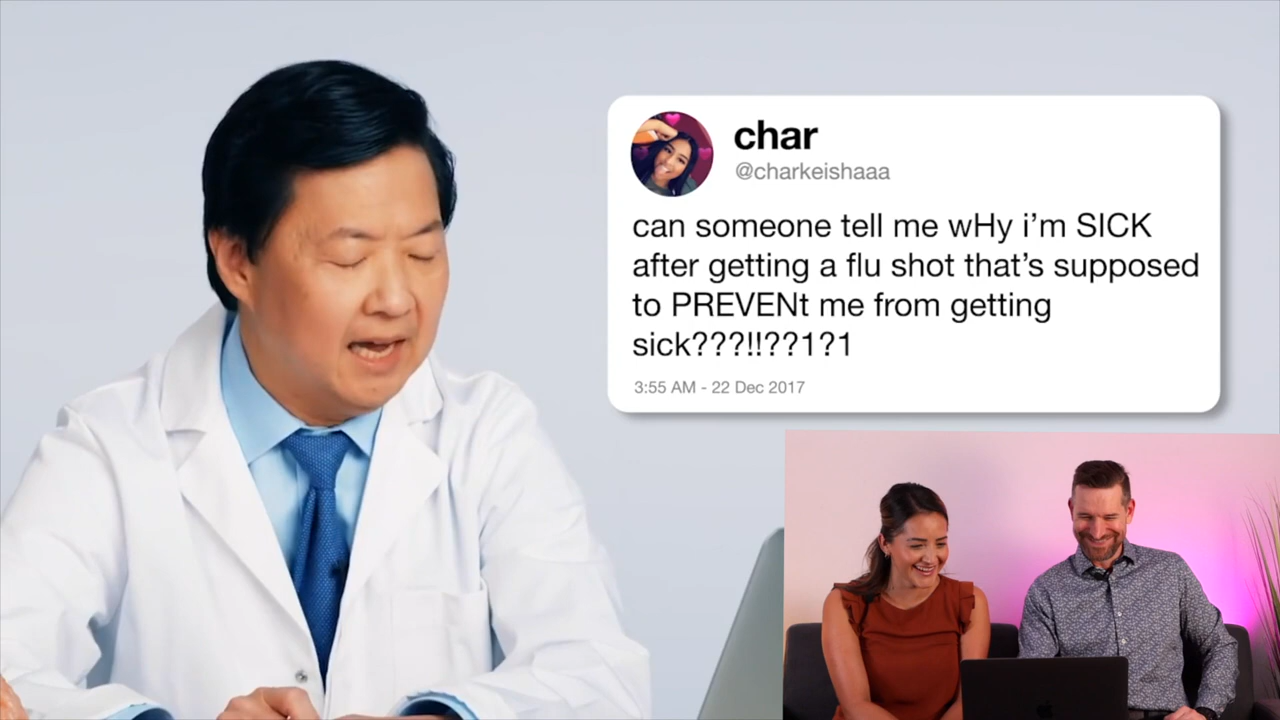 char
@charkeishaaa
can someone tell me wHy i’m SICK
after getting a flu shot that’s supposed
to PREVENt me from getting
sick???!!??1?1
3:55 AM - 22 Dec 2017